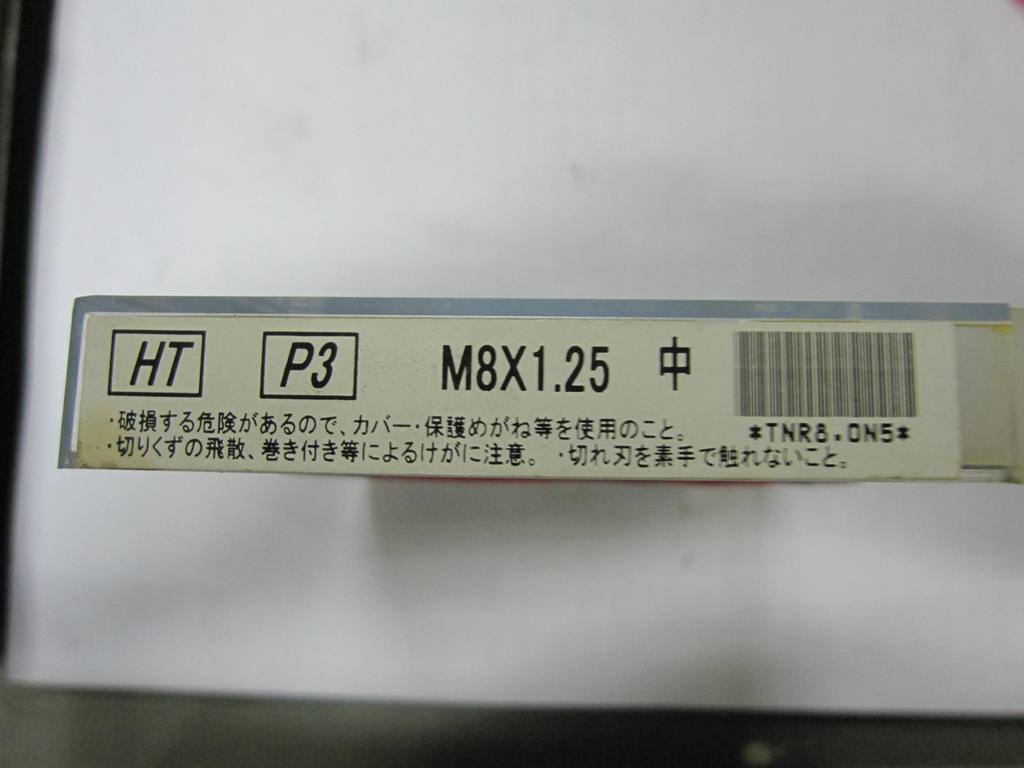 HT P3 M8X1.25 中
*TNR8.0N5*
・破損する危険があるので、カバー・保護めがね等を使用のこと。
・切りくずの飛散、巻き付き等によるけがに注意。 ・切れ刃を素手で触れないこと。